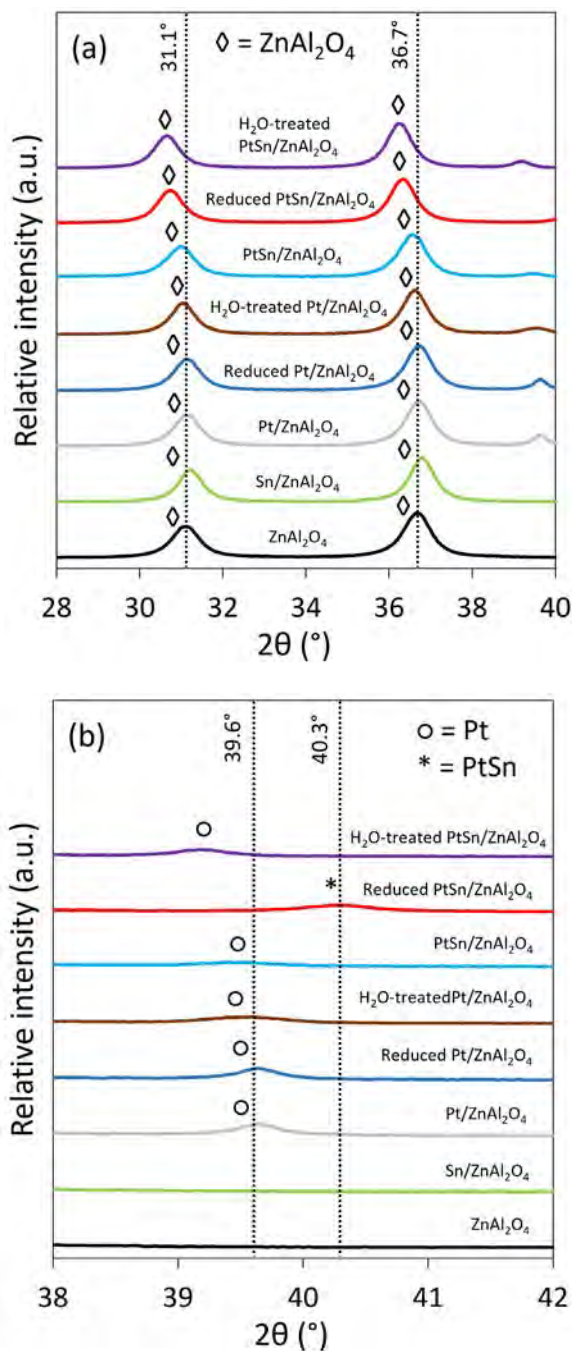 (a)
31.1°
◊ = ZnAl₂O₄
36.7°
H₂O-treated
PtSn/ZnAl₂O₄
Reduced PtSn/ZnAl₂O₄
PtSn/ZnAl₂O₄
H₂O-treated Pt/ZnAl₂O₄
Reduced Pt/ZnAl₂O₄
Pt/ZnAl₂O₄
Sn/ZnAl₂O₄
ZnAl₂O₄
Relative intensity (a.u.)
28 30 32 34 36 38 40
2θ (°)
(b)
39.6°
40.3°
○ = Pt
* = PtSn
H₂O-treated PtSn/ZnAl₂O₄
*
Reduced PtSn/ZnAl₂O₄
PtSn/ZnAl₂O₄
H₂O-treatedPt/ZnAl₂O₄
Reduced Pt/ZnAl₂O₄
Pt/ZnAl₂O₄
Sn/ZnAl₂O₄
ZnAl₂O₄
Relative intensity (a.u.)
38 39 40 41 42
2θ (°)